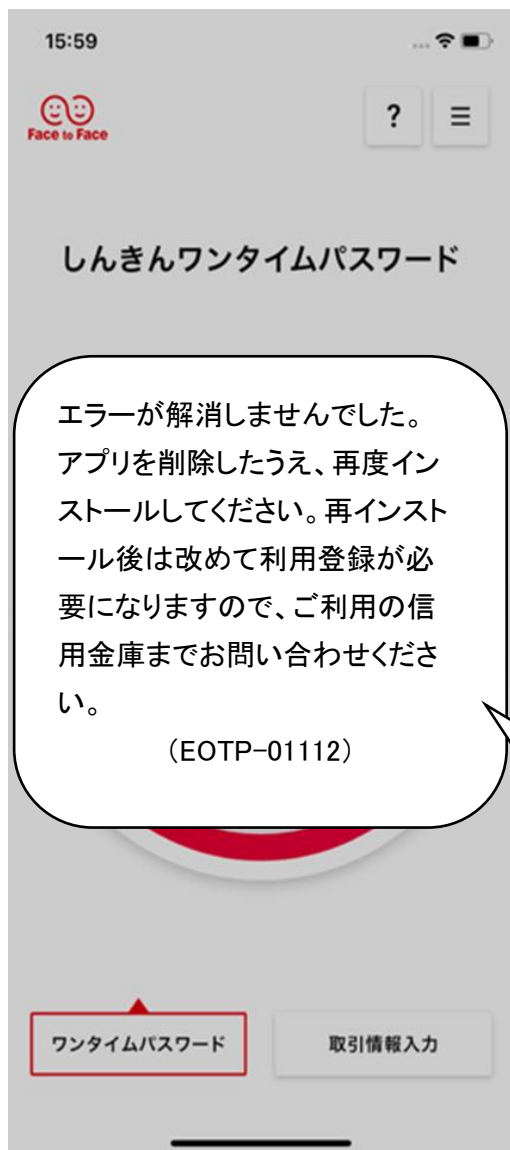 15:59
Face to Face
?
しんきんワンタイムパスワード
エラーが解消しませんでした。
アプリを削除したうえ、再度イン
ストールしてください。再インスト
ール後は改めて利用登録が必
要になりますので、ご利用の信
用金庫までお問い合わせくださ
い。
（EOTP-01112）
ワンタイムパスワード
取引情報入力